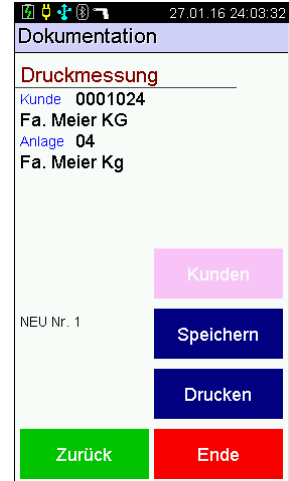 27.01.16 24:03:32
Dokumentation
Druckmessung
Kunde 0001024
Fa. Meier KG
Anlage 04
Fa. Meier Kg
Kunden
NEU Nr. 1
Speichern
Drucken
Zurück
Ende